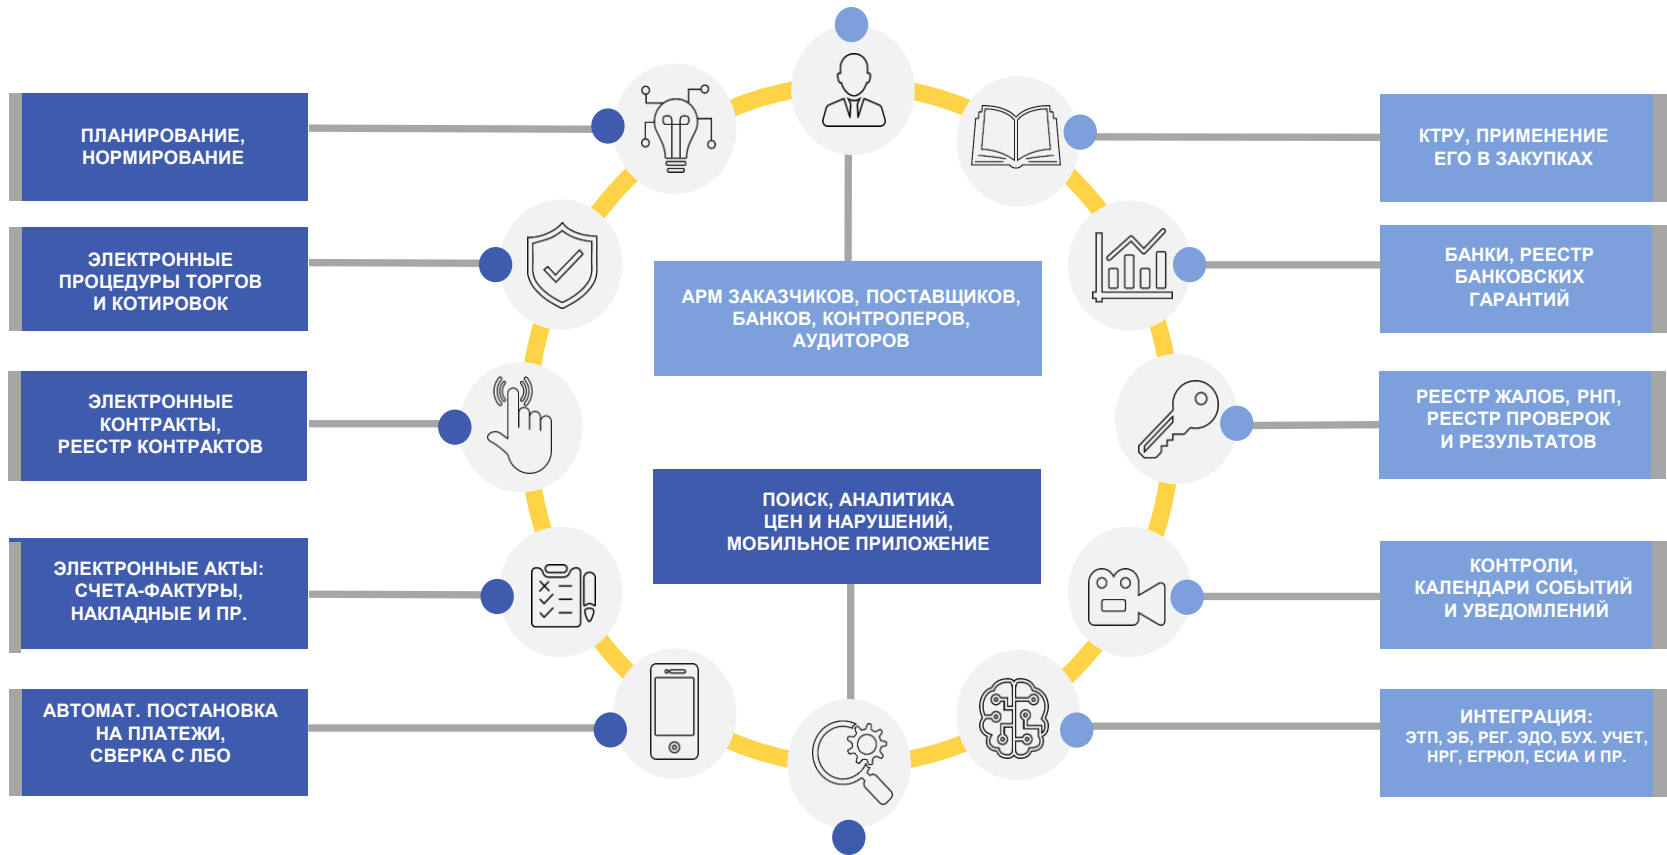 ПЛАНИРОВАНИЕ,
НОРМИРОВАНИЕ
ЭЛЕКТРОННЫЕ
ПРОЦЕДУРЫ ТОРГОВ
И КОТИРОВОК
ЭЛЕКТРОННЫЕ
КОНТРАКТЫ,
РЕЕСТР КОНТРАКТОВ
ЭЛЕКТРОННЫЕ АКТЫ:
СЧЕТА-ФАКТУРЫ,
НАКЛАДНЫЕ И ПР.
АВТОМАТ. ПОСТАНОВКА
НА ПЛАТЕЖИ,
СВЕРКА С ЛБО
АРМ ЗАКАЗЧИКОВ, ПОСТАВЩИКОВ,
БАНКОВ, КОНТРОЛЕРОВ,
АУДИТОРОВ
ПОИСК, АНАЛИТИКА
ЦЕН И НАРУШЕНИЙ,
МОБИЛЬНОЕ ПРИЛОЖЕНИЕ
КТРУ, ПРИМЕНЕНИЕ
ЕГО В ЗАКУПКАХ
БАНКИ, РЕЕСТР
БАНКОВСКИХ
ГАРАНТИЙ
РЕЕСТР ЖАЛОБ, РНП,
РЕЕСТР ПРОВЕРОК
И РЕЗУЛЬТАТОВ
КОНТРОЛИ,
КАЛЕНДАРИ СОБЫТИЙ
И УВЕДОМЛЕНИЙ
ИНТЕГРАЦИЯ:
ЭТП, ЭБ, РЕГ. ЭДО, БУХ. УЧЕТ,
НРГ, ЕГРЮЛ, ЕСИА И ПР.